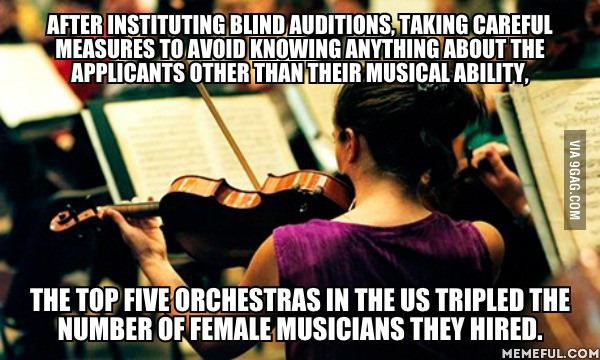 AFTER INSTITUTING BLIND AUDITIONS, TAKING CAREFUL
MEASURES TO AVOID KNOWING ANYTHING ABOUT THE
APPLICANTS OTHER THAN THEIR MUSICAL ABILITY,
VIA 9GAG.COM
THE TOP FIVE ORCHESTRAS IN THE US TRIPLED THE
NUMBER OF FEMALE MUSICIANS THEY HIRED.
MEMEFUL.COM